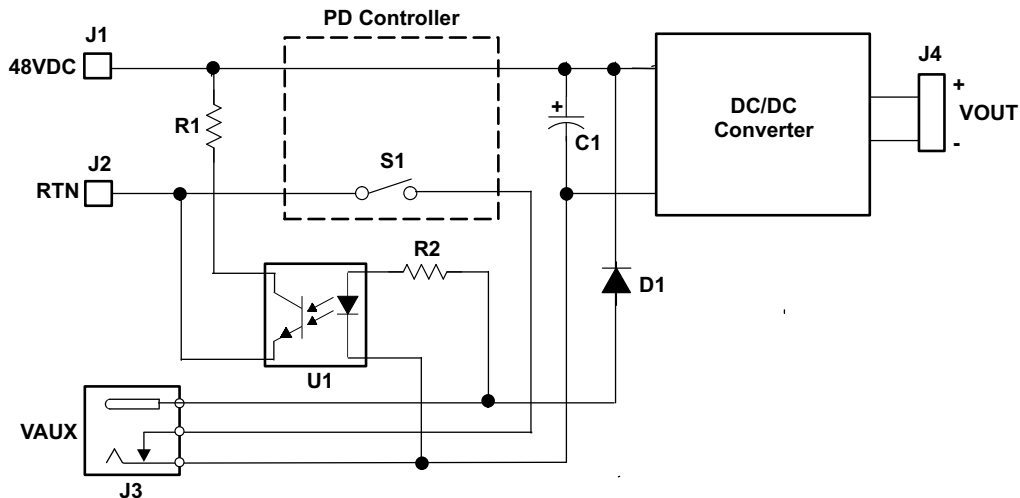 PD Controller
J1
48VDC
R1
J2
RTN
S1
+
C1
DC/DC
Converter
J4
+
VOUT
-
R2
D1
U1
VAUX
J3